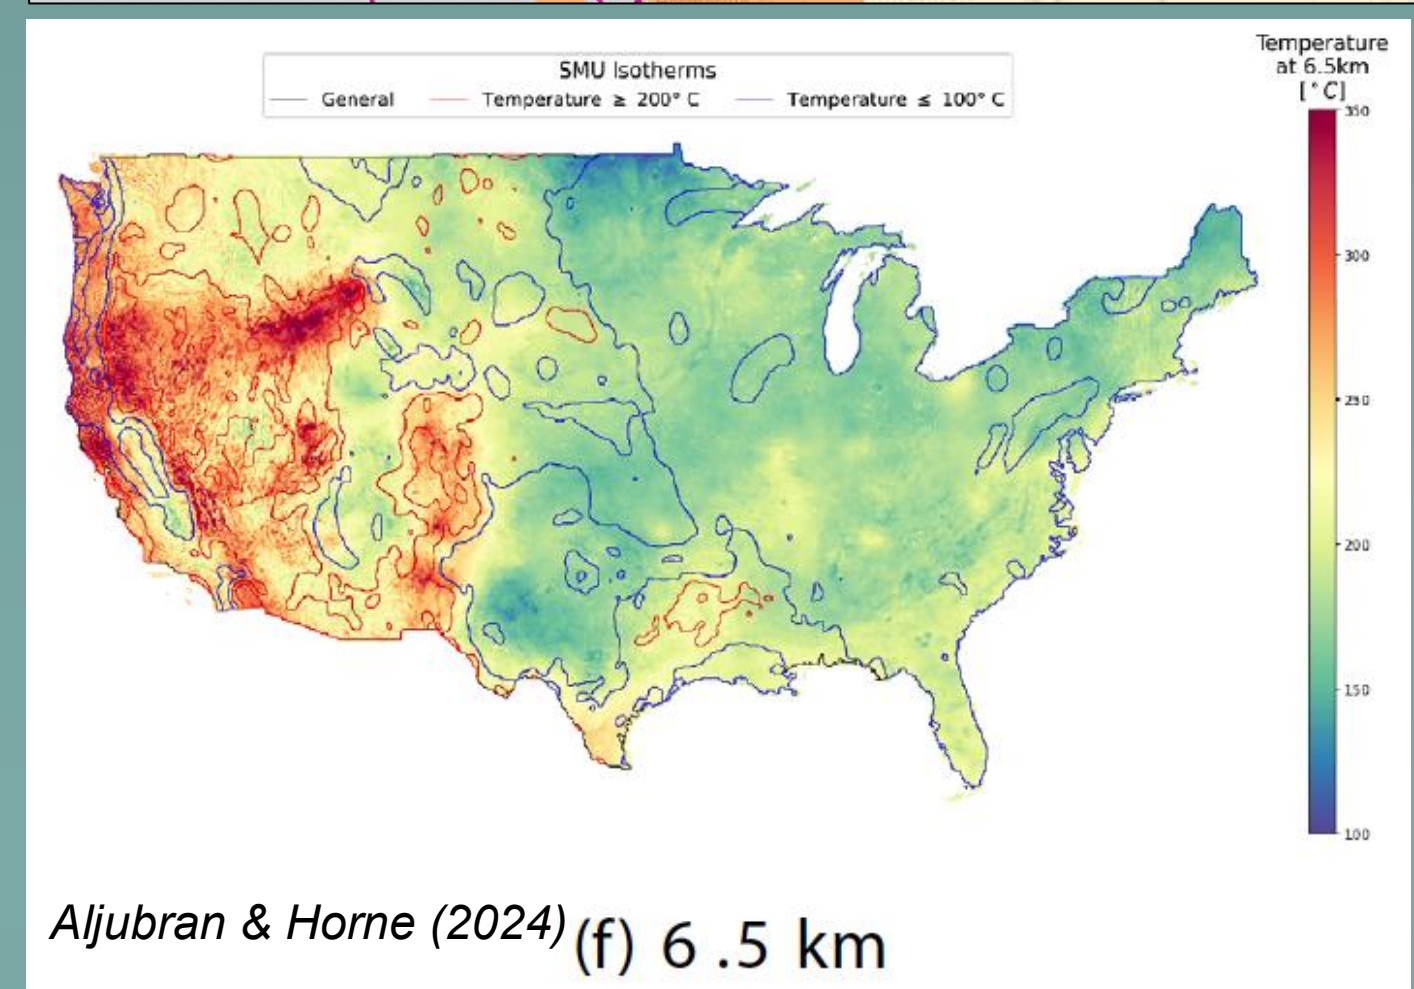 SMU Isotherms
General Temperature ≥ 200° C Temperature ≤ 100° C
Temperature
at 6.5km
[°C]
350
300
250
200
150
100
Aljubran & Horne (2024)
(f) 6 .5 km